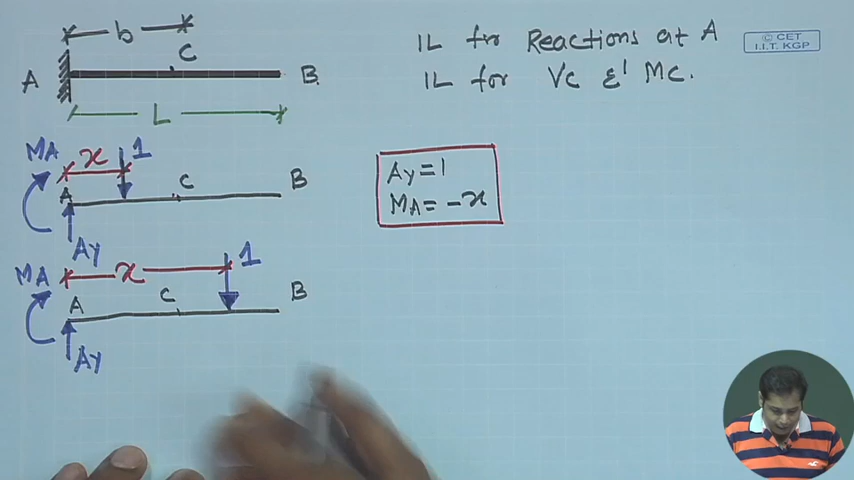 b
C
A
B
L
IL for Reactions at A
IL for Vc & Mc.
© CET
I.I.T. KGP
MA
x
1
A
C
B
Ay
Ay = 1
MA = -x
MA
x
1
A
C
B
Ay